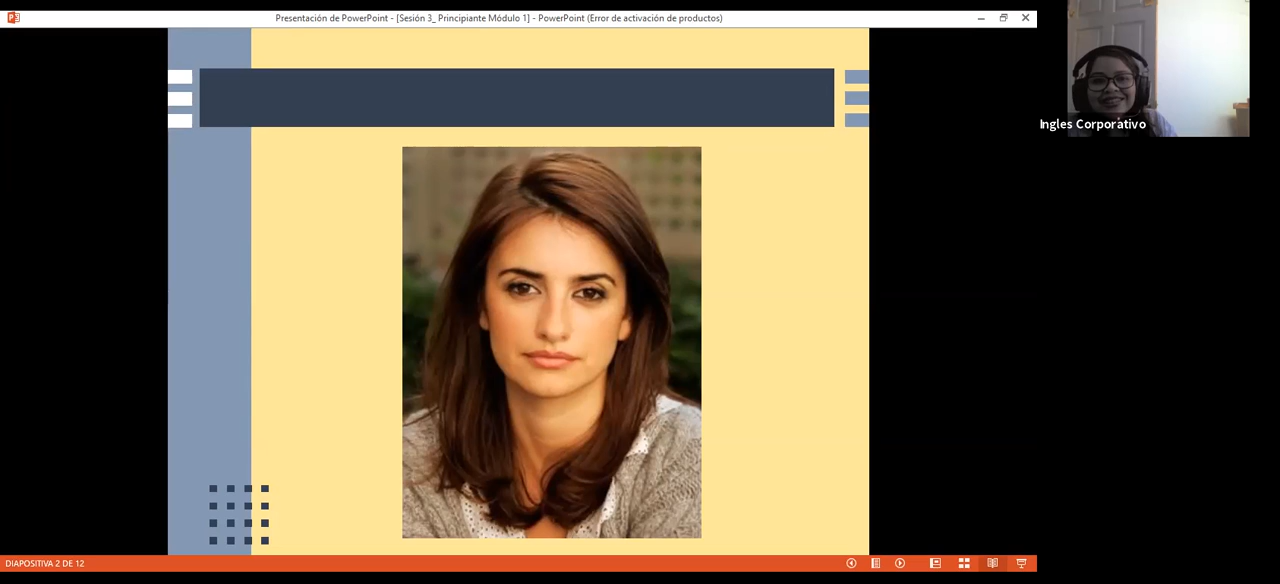 Presentación de PowerPoint - [Sesión 3_ Principiante Módulo 1] - PowerPoint (Error de activación de productos)
Ingles Corporativo
DIAPOSITIVA 2 DE 12